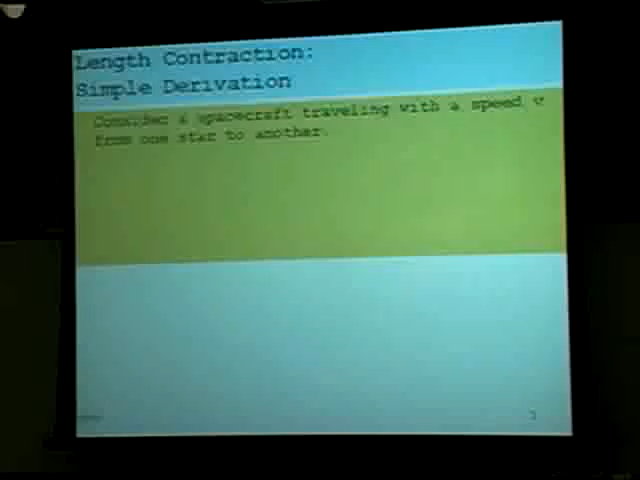 Length Contraction:
Simple Derivation
Consider a spacecraft traveling with a speed v
from one star to another.